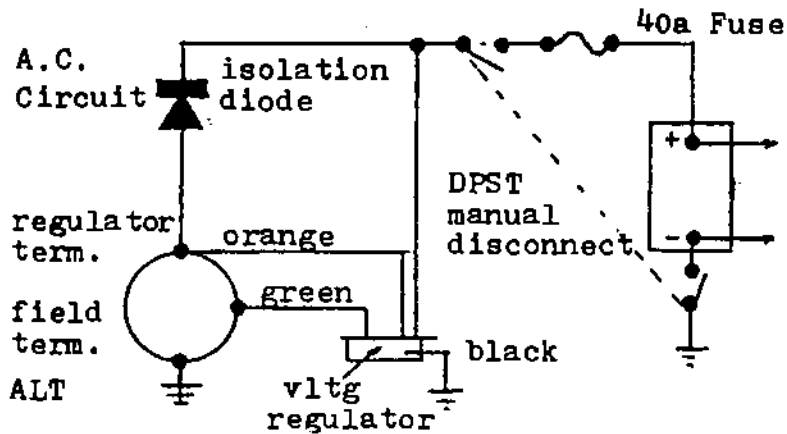 40a Fuse
A.C.
Circuit
isolation
diode
+
DPST
manual
disconnect
-
regulator
term.
orange
green
field
term.
black
ALT
vltg
regulator